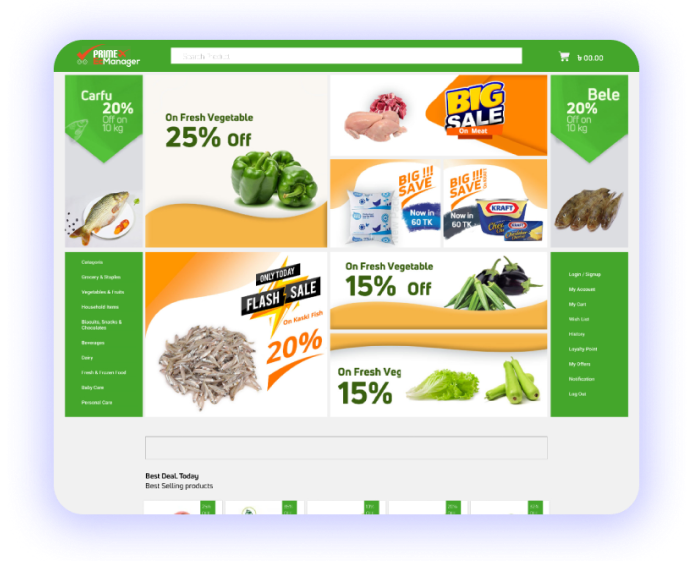 PRIME
Manager
৳ 00.00
Carfu
20%
Off on
10 kg
On Fresh Vegetable
25% Off
BIG
SALE
On Meat
Bele
20%
Off on
10 kg
BIG !!!
SAVE
Now in
60 TK
BIG !!!
SAVE
Now in
60 TK
KRAFT
Categoris
Grocery & Staples
Vegetables & Fruits
Household Items
Biscuits, Snacks &
Chocolates
Beverages
Dairy
Fresh & Frozen Food
Baby Care
Personal Care
ONLY TODAY
FLASH SALE
On Kaski Fish
20%
On Fresh Vegetable
15% Off
On Fresh Veg
15%
Login / Signup
My Account
My Cart
Wish List
History
Loyalty Point
My Offers
Notification
Log Out
Best Deal, Today
Best Selling products